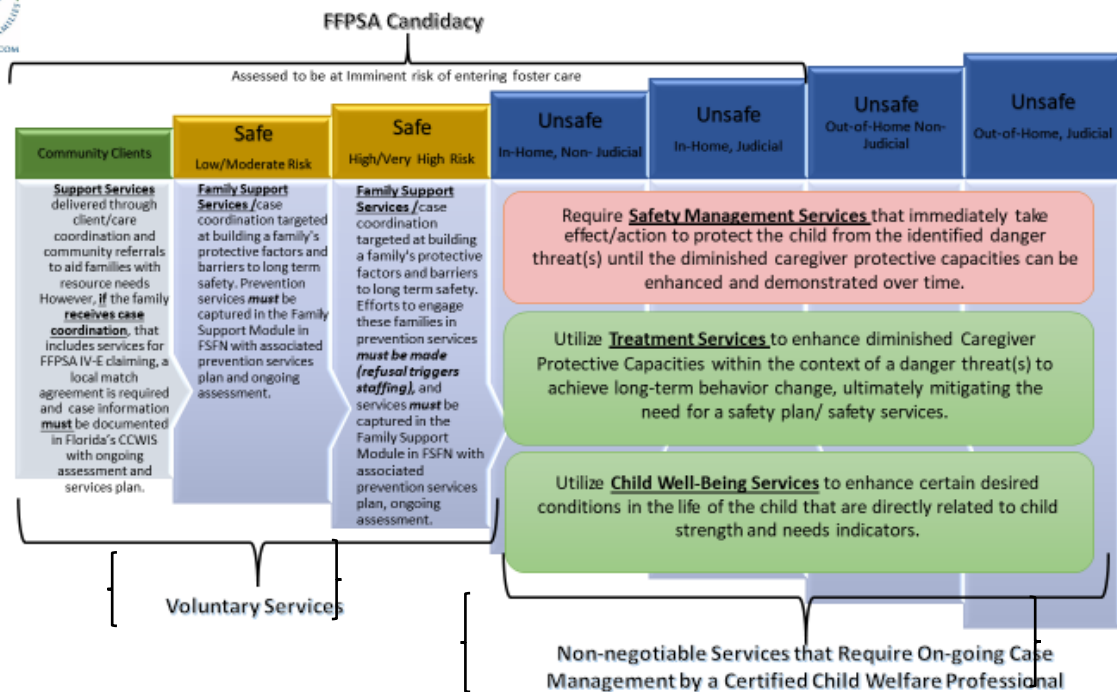 FAMILIES
COM
FFPSA Candidacy
Assessed to be at Imminent risk of entering foster care
Community Clients
Support Services
delivered through
client/care
coordination and
community referrals
to aid families with
resource needs
However, if the family
receives case
coordination, that
includes services for
FFPSA IV-E claiming, a
local match
agreement is required
and case information
must be documented
in Florida's CCWIS
with ongoing
assessment and
services plan.
Safe
Low/Moderate Risk
Family Support
Services /case
coordination targeted
at building a family's
protective factors and
barriers to long term
safety. Prevention
services must be
captured in the Family
Support Module in
FSFN with associated
prevention services
plan and ongoing
assessment.
Safe
High/Very High Risk
Family Support
Services /case
coordination
targeted at building
a family's protective
factors and barriers
to long term safety.
Efforts to engage
these families in
prevention services
must be made
(refusal triggers
staffing), and
services must be
captured in the
Family Support
Module in FSFN with
associated
prevention services
plan, ongoing
assessment.
Unsafe
In-Home, Non- Judicial
Unsafe
In-Home, Judicial
Unsafe
Out-of-Home Non-
Judicial
Unsafe
Out-of-Home, Judicial
Require Safety Management Services that immediately take
effect/action to protect the child from the identified danger
threat(s) until the diminished caregiver protective capacities can be
enhanced and demonstrated over time.
Utilize Treatment Services to enhance diminished Caregiver
Protective Capacities within the context of a danger threat(s) to
achieve long-term behavior change, ultimately mitigating the
need for a safety plan/ safety services.
Utilize Child Well-Being Services to enhance certain desired
conditions in the life of the child that are directly related to child
strength and needs indicators.
Voluntary Services
Non-negotiable Services that Require On-going Case
Management by a Certified Child Welfare Professional